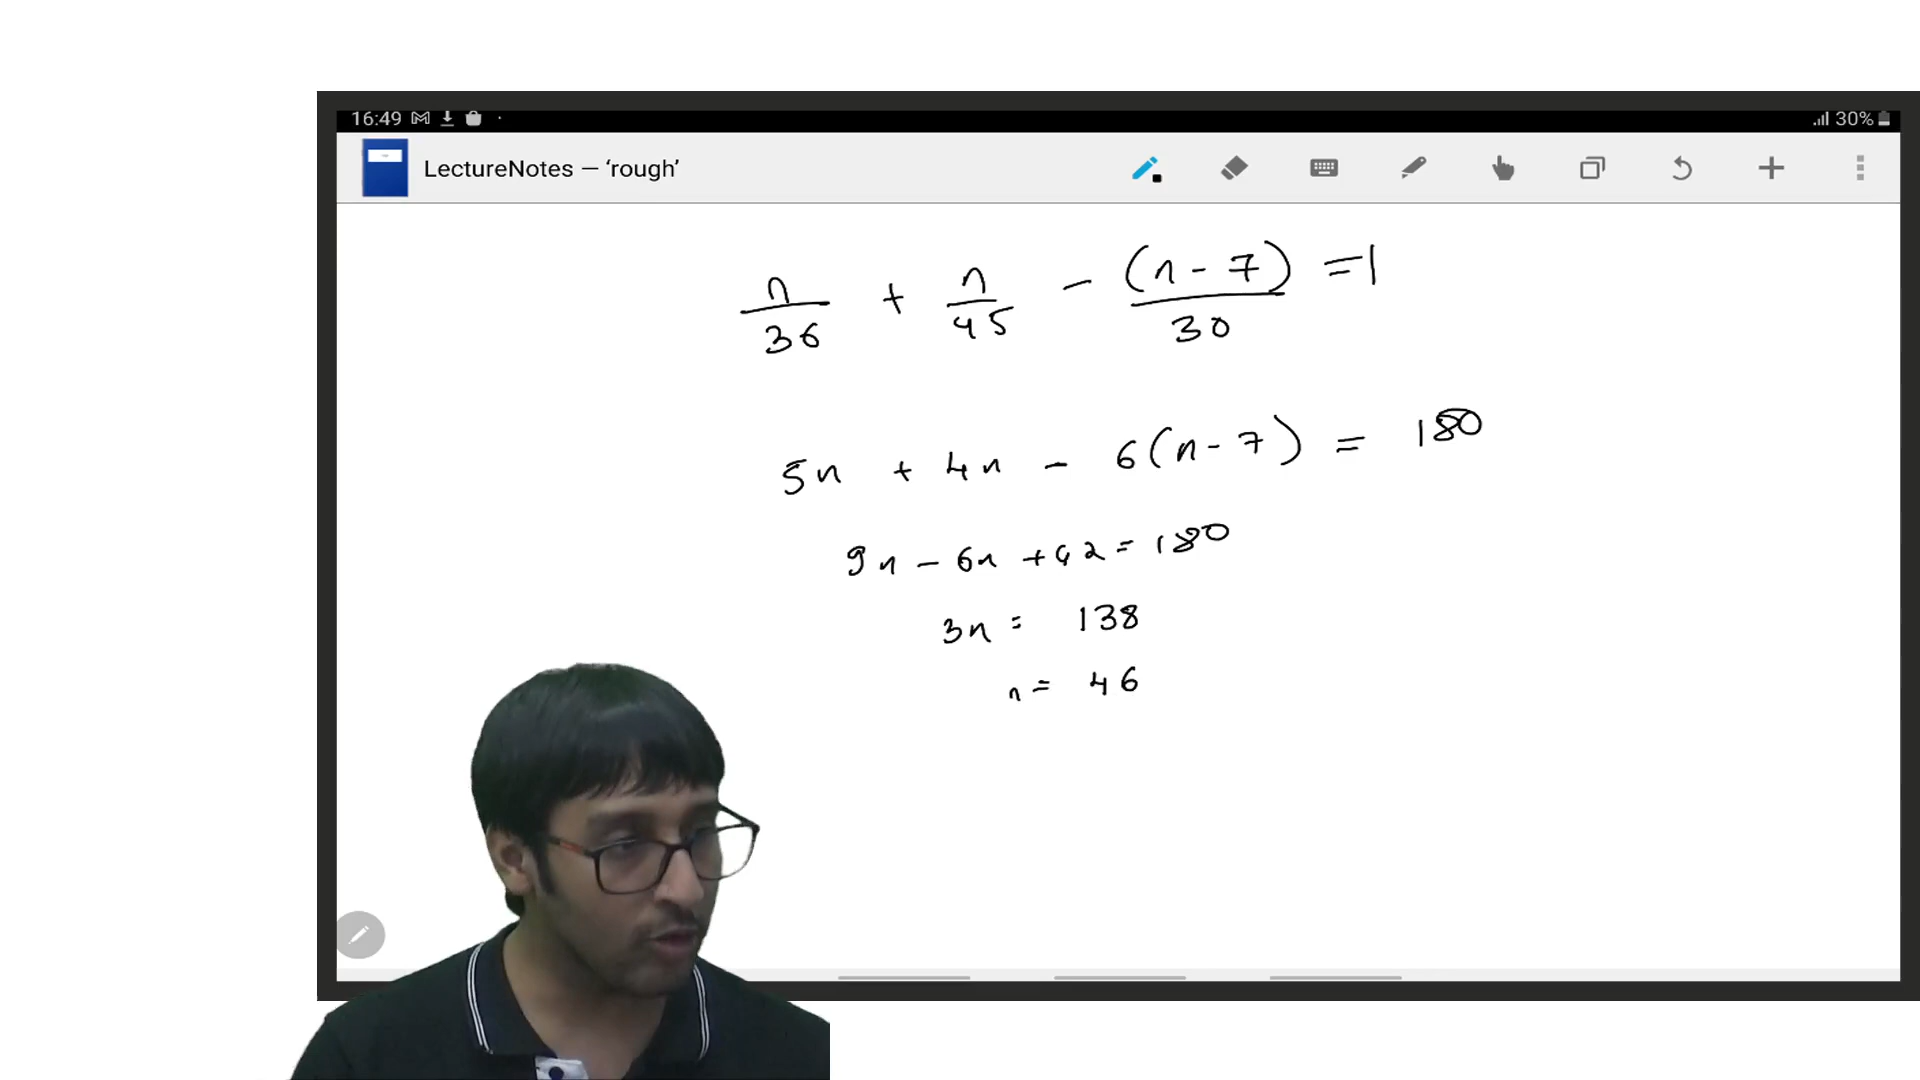 16:49
30%
LectureNotes — ‘rough’
n/36 + n/45 - (n-7)/30 = 1
5n + 4n - 6(n-7) = 180
9n - 6n + 42 = 180
3n = 138
n = 46